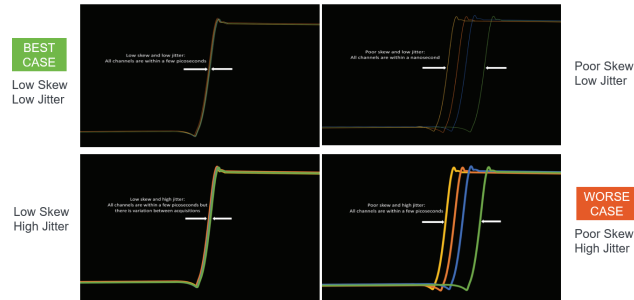 BEST
CASE
Low Skew
Low Jitter
Low skew and low jitter:
All channels are within a few picoseconds
Poor skew and low jitter:
All channels are within a nanosecond
Poor Skew
Low Jitter
Low Skew
High Jitter
Low skew and high jitter:
All channels are within a few picoseconds but
there is variation between acquisitions
Poor skew and high jitter:
All channels are within a few picoseconds
WORSE
CASE
Poor Skew
High Jitter